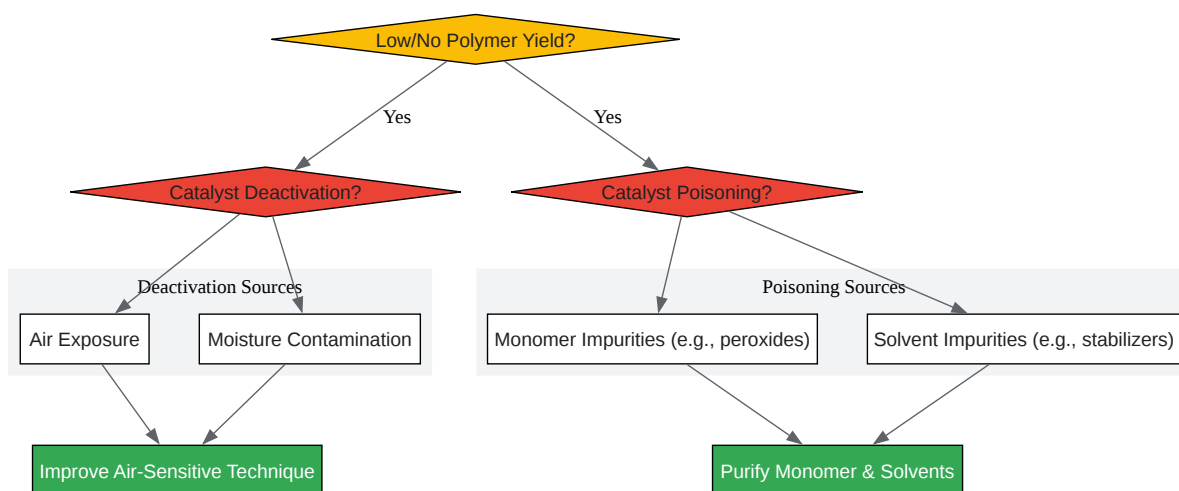 Low/No Polymer Yield?
Yes
Yes
Catalyst Deactivation?
Catalyst Poisoning?
Deactivation Sources
Poisoning Sources
Air Exposure
Moisture Contamination
Monomer Impurities (e.g., peroxides)
Solvent Impurities (e.g., stabilizers)
Improve Air-Sensitive Technique
Purify Monomer & Solvents